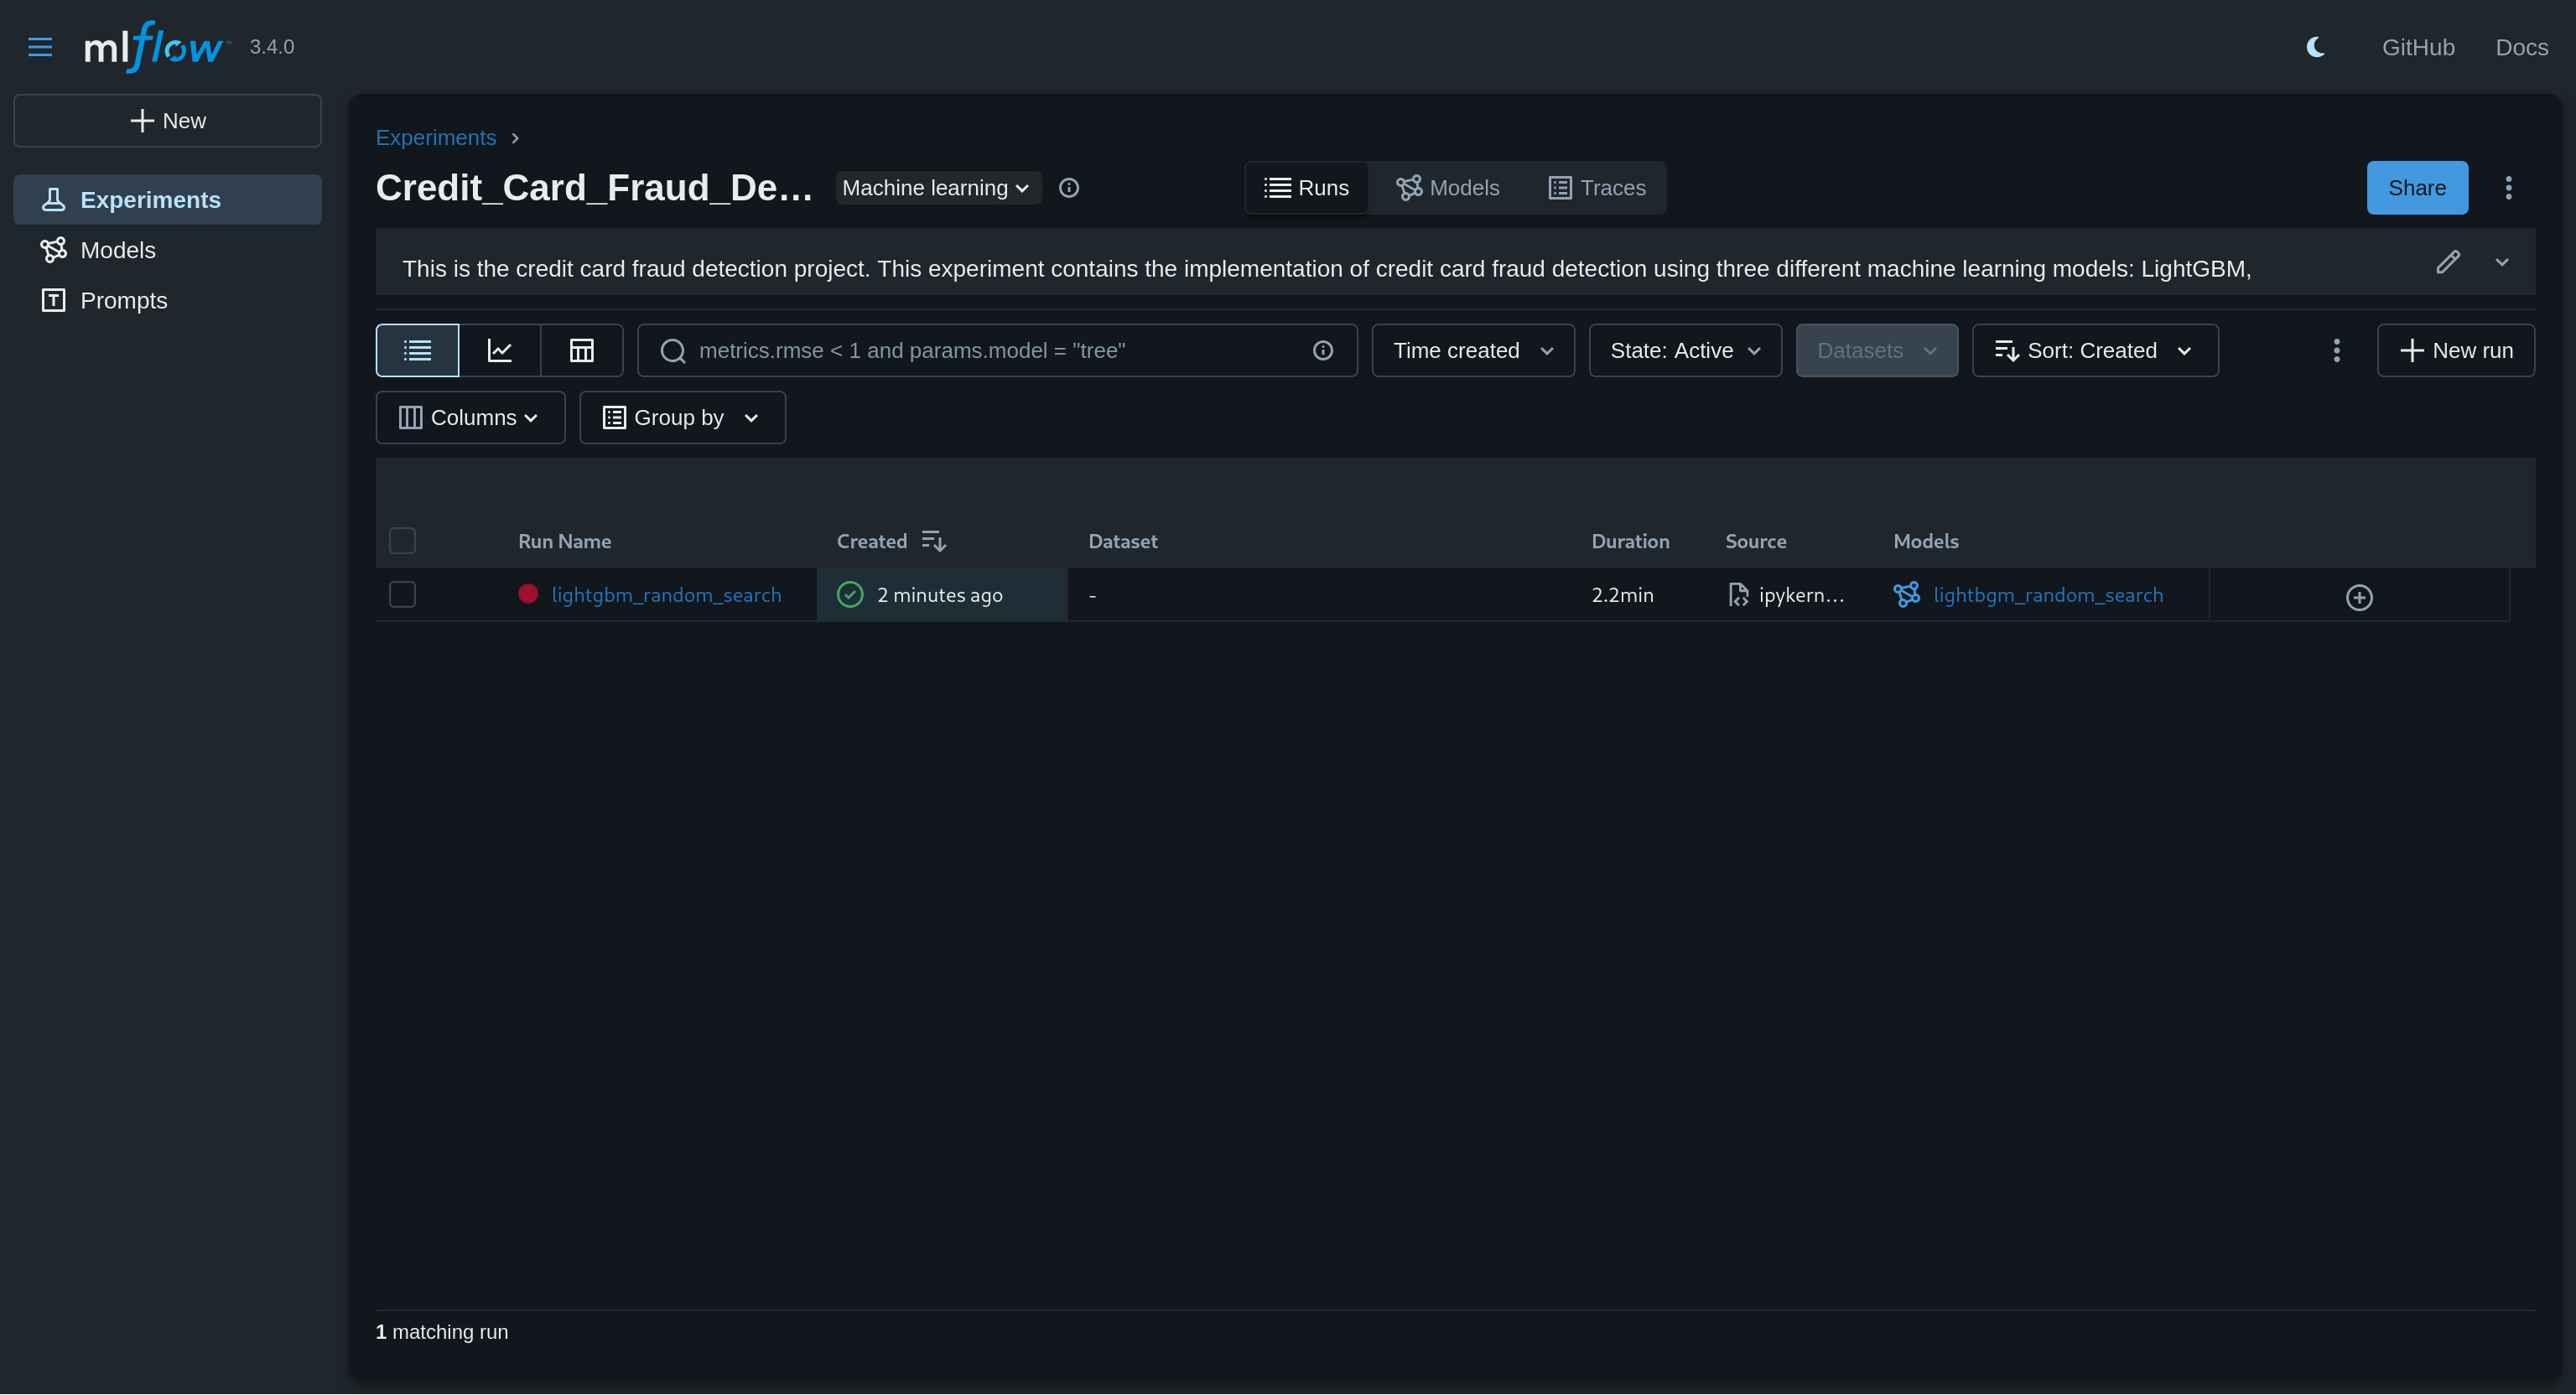 mlflow™ 3.4.0
GitHub Docs
New
Experiments
Models
Prompts
Experiments
Credit_Card_Fraud_De... Machine learning
Runs Models Traces
Share
This is the credit card fraud detection project. This experiment contains the implementation of credit card fraud detection using three different machine learning models: LightGBM,
metrics.rmse < 1 and params.model = "tree" Time created State: Active Datasets Sort: Created New run
Columns Group by
Run Name Created Dataset Duration Source Models
lightgbm_random_search 2 minutes ago - 2.2min ipykern... lightbgm_random_search
1 matching run